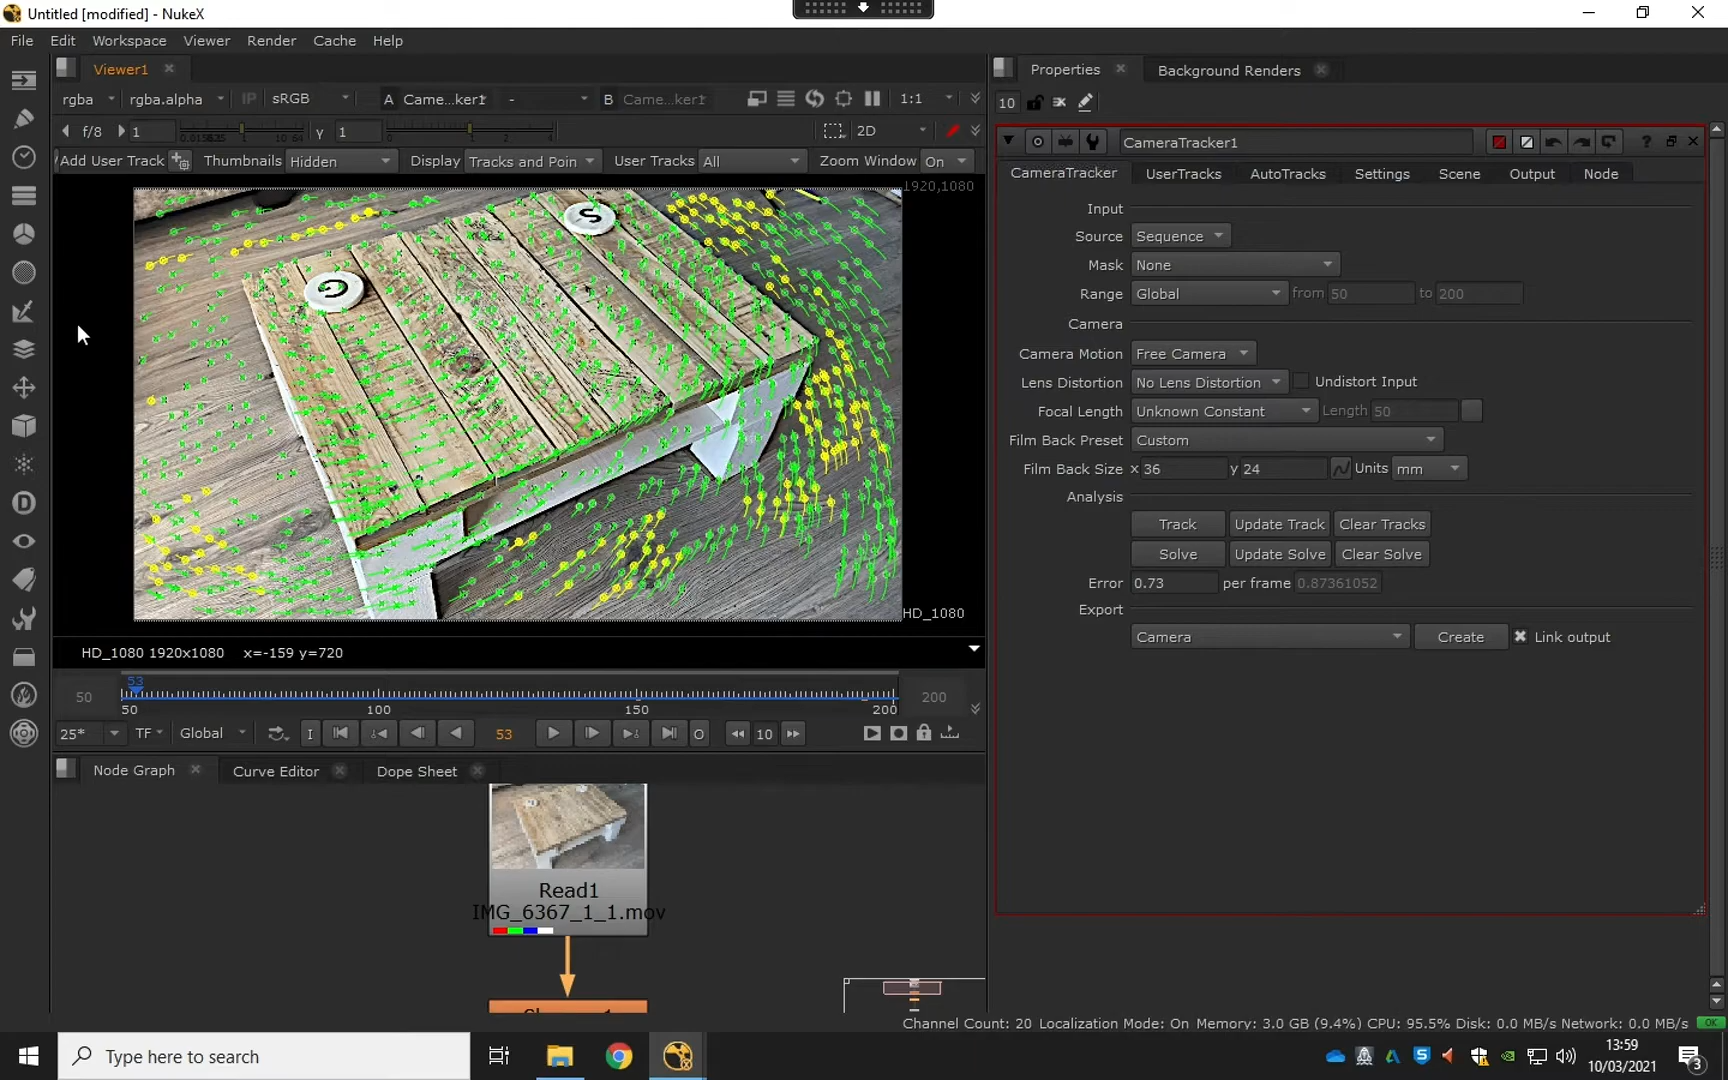 Untitled [modified] - NukeX
File Edit Workspace Viewer Render Cache Help
Viewer1
rgba rgba.alpha IP sRGB A Came...ker1 - B Came...ker1 1:1
f/8 1 γ 1 2D
Add User Track Thumbnails Hidden Display Tracks and Poin User Tracks All Zoom Window On
1920,1080
S
G
HD_1080
HD_1080 1920x1080 x=-159 y=720
53
50 200
50 100 150 200
25* TF Global I 53 O 10
Node Graph Curve Editor Dope Sheet
Read1
IMG_6367_1_1.mov
Properties Background Renders
10
CameraTracker1
CameraTracker UserTracks AutoTracks Settings Scene Output Node
Input
Source Sequence
Mask None
Range Global from 50 to 200
Camera
Camera Motion Free Camera
Lens Distortion No Lens Distortion Undistort Input
Focal Length Unknown Constant Length 50
Film Back Preset Custom
Film Back Size x 36 y 24 Units mm
Analysis
Track Update Track Clear Tracks
Solve Update Solve Clear Solve
Error 0.73 per frame 0.87361052
Export
Camera Create Link output
Channel Count: 20 Localization Mode: On Memory: 3.0 GB (9.4%) CPU: 95.5% Disk: 0.0 MB/s Network: 0.0 MB/s OK
Type here to search
13:59
10/03/2021
3